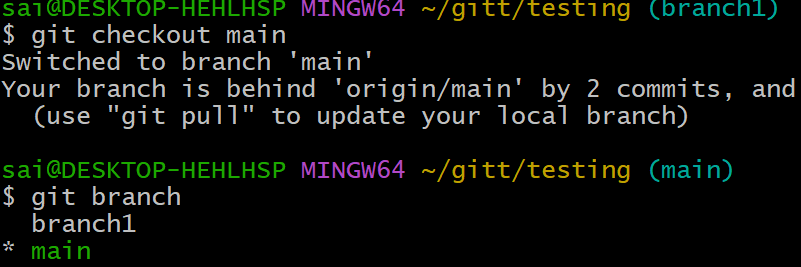 sai@DESKTOP-HEHLHSP MINGW64 ~/gitt/testing (branch1)
$ git checkout main
Switched to branch 'main'
Your branch is behind 'origin/main' by 2 commits, and
  (use "git pull" to update your local branch)

sai@DESKTOP-HEHLHSP MINGW64 ~/gitt/testing (main)
$ git branch
  branch1
* main